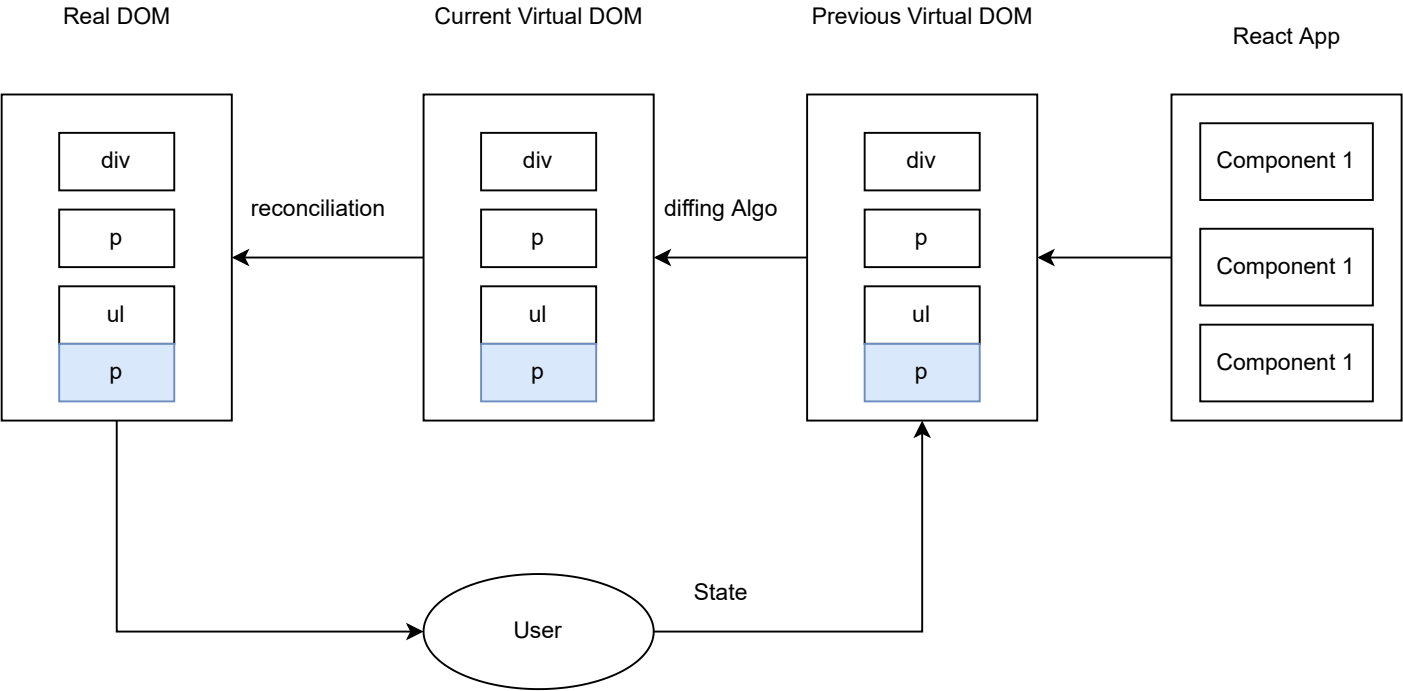 Real DOM
Current Virtual DOM
Previous Virtual DOM
React App
div
p
ul
p
reconciliation
div
p
ul
p
diffing Algo
div
p
ul
p
Component 1
Component 1
Component 1
User
State